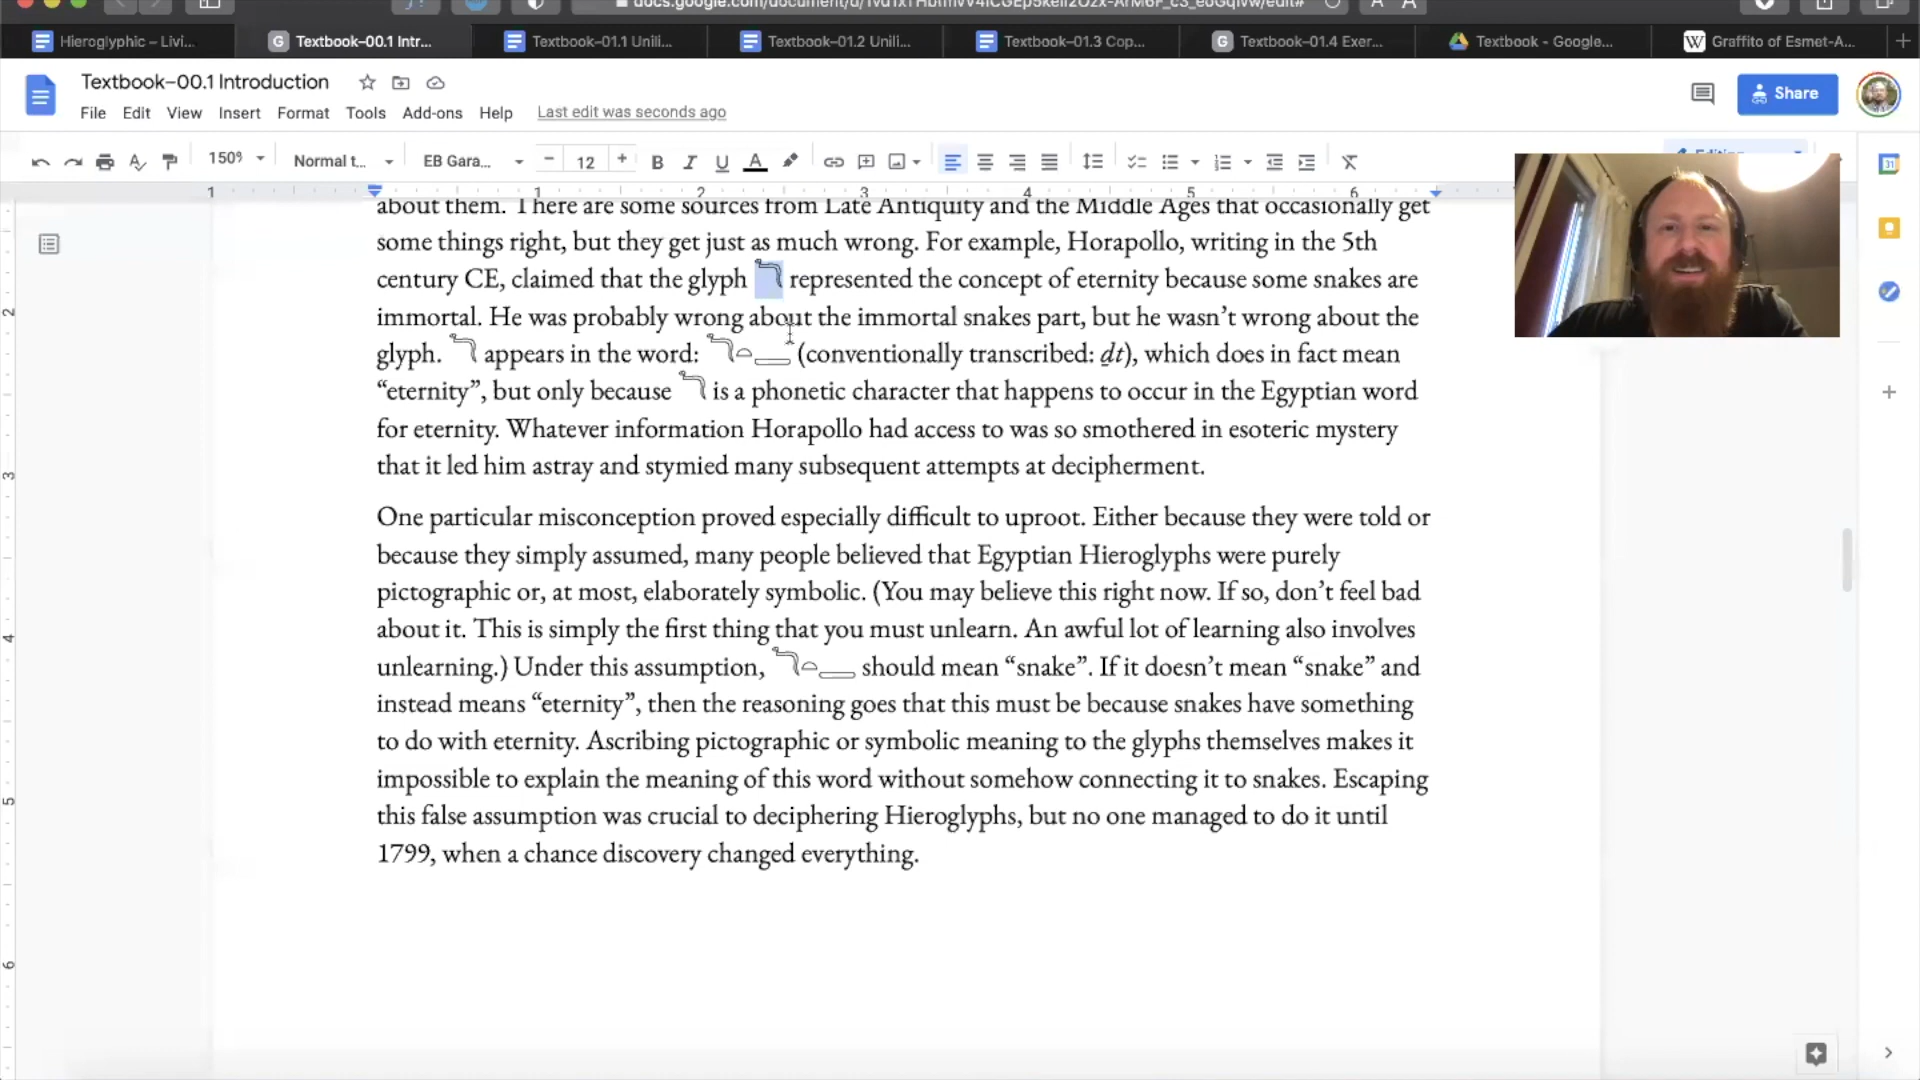 Hieroglyphic – Livi...
Textbook–00.1 Intr...
Textbook–01.1 Unili...
Textbook–01.2 Unili...
Textbook–01.3 Cop...
Textbook–01.4 Exer...
Textbook - Google...
Graffito of Esmet-A...
Textbook–00.1 Introduction
File Edit View Insert Format Tools Add-ons Help Last edit was seconds ago
Share
150% Normal t... EB Gara... 12
1 1 2 3 4 5 6
about them. There are some sources from Late Antiquity and the Middle Ages that occasionally get
some things right, but they get just as much wrong. For example, Horapollo, writing in the 5th
century CE, claimed that the glyph 𓆓 represented the concept of eternity because some snakes are
immortal. He was probably wrong about the immortal snakes part, but he wasn’t wrong about the
glyph. 𓆓 appears in the word: 𓆓𓏏𓇾 (conventionally transcribed: ḏt), which does in fact mean
“eternity”, but only because 𓆓 is a phonetic character that happens to occur in the Egyptian word
for eternity. Whatever information Horapollo had access to was so smothered in esoteric mystery
that it led him astray and stymied many subsequent attempts at decipherment.
One particular misconception proved especially difficult to uproot. Either because they were told or
because they simply assumed, many people believed that Egyptian Hieroglyphs were purely
pictographic or, at most, elaborately symbolic. (You may believe this right now. If so, don’t feel bad
about it. This is simply the first thing that you must unlearn. An awful lot of learning also involves
unlearning.) Under this assumption, 𓆓𓏏𓇾 should mean “snake”. If it doesn’t mean “snake” and
instead means “eternity”, then the reasoning goes that this must be because snakes have something
to do with eternity. Ascribing pictographic or symbolic meaning to the glyphs themselves makes it
impossible to explain the meaning of this word without somehow connecting it to snakes. Escaping
this false assumption was crucial to deciphering Hieroglyphs, but no one managed to do it until
1799, when a chance discovery changed everything.
2
3
4
5
6